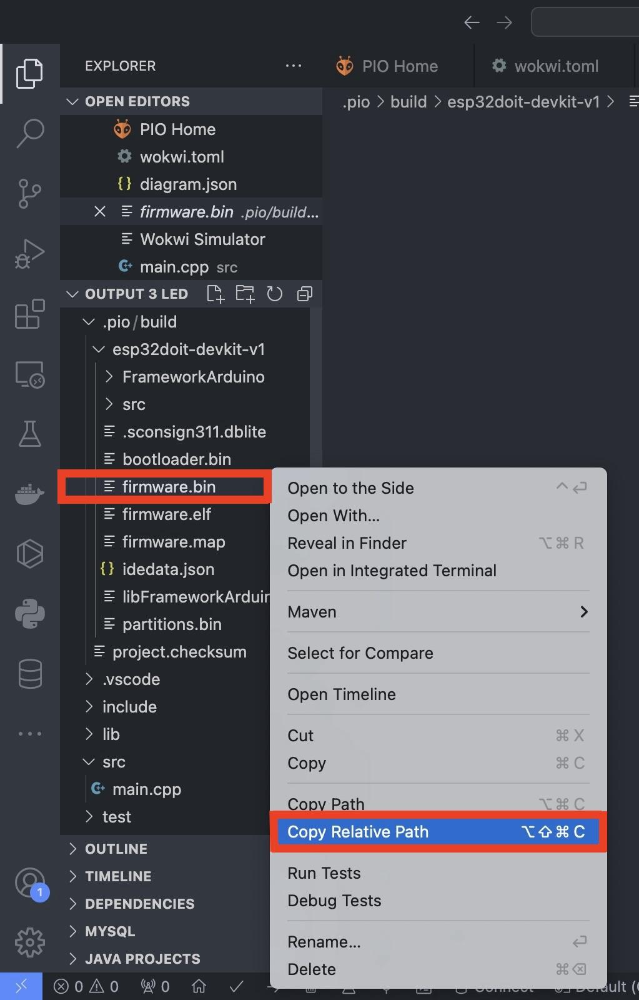 EXPLORER
PIO Home
wokwi.toml
OPEN EDITORS
.pio > build > esp32doit-devkit-v1 >
PIO Home
wokwi.toml
{} diagram.json
firmware.bin .pio/build...
Wokwi Simulator
main.cpp src
OUTPUT 3 LED
.pio/build
esp32doit-devkit-v1
FrameworkArduino
src
.sconsign311.dblite
bootloader.bin
firmware.bin
firmware.elf
firmware.map
{} idedata.json
libFrameworkArduin
partitions.bin
project.checksum
.vscode
include
lib
src
main.cpp
test
OUTLINE
TIMELINE
DEPENDENCIES
MYSQL
JAVA PROJECTS
Open to the Side ^ ↩
Open With...
Reveal in Finder ⌥⌘ R
Open in Integrated Terminal
Maven
Select for Compare
Open Timeline
Cut ⌘ X
Copy ⌘ C
Copy Path ⌥⌘ C
Copy Relative Path ⌥⇧⌘ C
Run Tests
Debug Tests
Rename... ↩
Delete ⌘⌫
1
0 0 0 Connect Default (